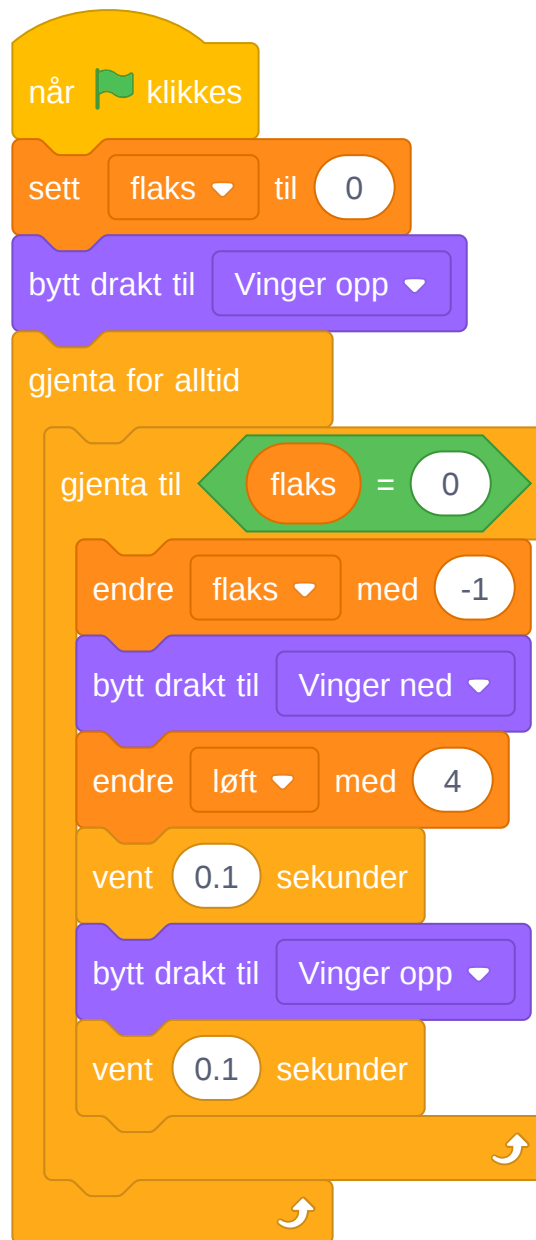 når klikkes
sett flaks til 0
bytt drakt til Vinger opp
gjenta for alltid
gjenta til flaks = 0
endre flaks med -1
bytt drakt til Vinger ned
endre løft med 4
vent 0.1 sekunder
bytt drakt til Vinger opp
vent 0.1 sekunder